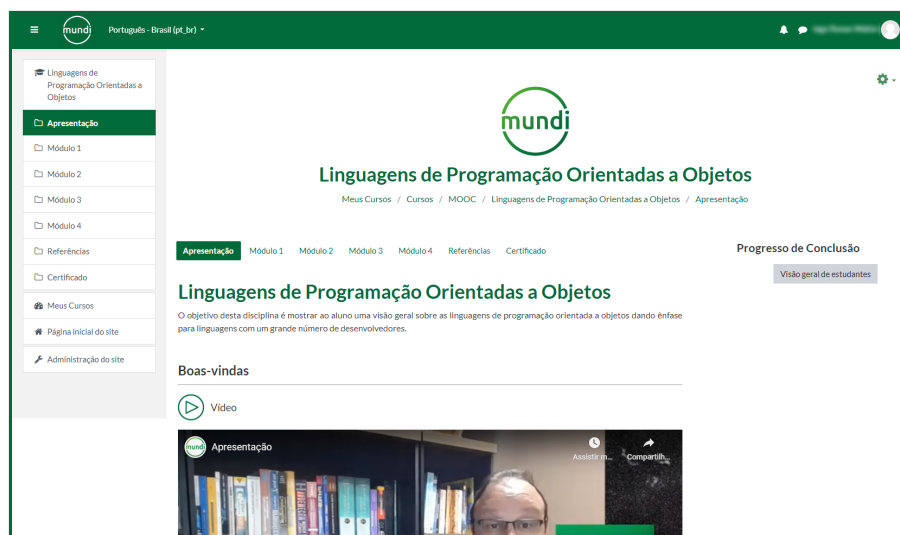 mundi
Português - Brasil (pt_br)
Linguagens de
Programação Orientadas a
Objetos
Apresentação
Módulo 1
Módulo 2
Módulo 3
Módulo 4
Referências
Certificado
Meus Cursos
Página inicial do site
Administração do site
mundi
Linguagens de Programação Orientadas a Objetos
Meus Cursos / Cursos / MOOC / Linguagens de Programação Orientadas a Objetos / Apresentação
Apresentação Módulo 1 Módulo 2 Módulo 3 Módulo 4 Referências Certificado
Progresso de Conclusão
Visão geral de estudantes
Linguagens de Programação Orientadas a Objetos
O objetivo desta disciplina é mostrar ao aluno uma visão geral sobre as linguagens de programação orientada a objetos dando ênfase
para linguagens com um grande número de desenvolvedores.
Boas-vindas
Vídeo
mundi Apresentação
Assistir m... Compartilh...